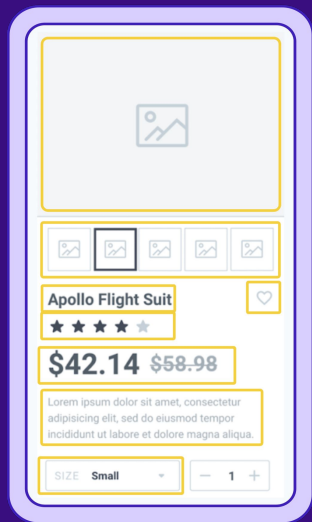 Apollo Flight Suit
$42.14 $58.98
Lorem ipsum dolor sit amet, consectetur
adipisicing elit, sed do eiusmod tempor
incididunt ut labore et dolore magna aliqua.
SIZE Small — 1 +